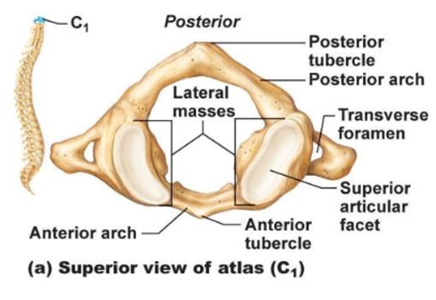 C₁
Posterior
Posterior
tubercle
Posterior arch
Lateral
masses
Transverse
foramen
Superior
articular
facet
Anterior arch
Anterior
tubercle
(a) Superior view of atlas (C₁)